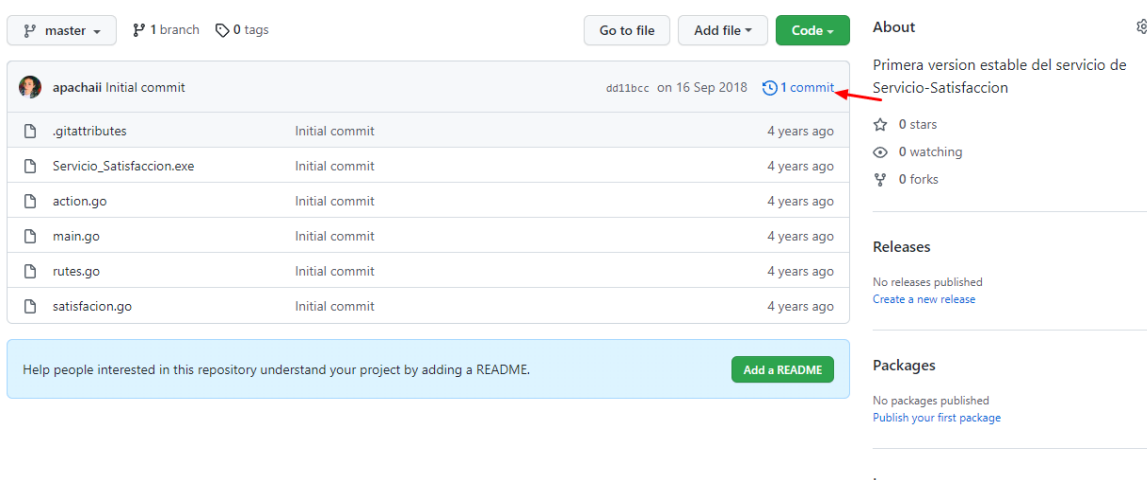 master
1 branch
0 tags
Go to file
Add file
Code
apachaii Initial commit
dd11bcc on 16 Sep 2018
1 commit
.gitattributes Initial commit 4 years ago
Servicio_Satisfaccion.exe Initial commit 4 years ago
action.go Initial commit 4 years ago
main.go Initial commit 4 years ago
rutes.go Initial commit 4 years ago
satisfacion.go Initial commit 4 years ago
Help people interested in this repository understand your project by adding a README.
Add a README
About
Primera version estable del servicio de
Servicio-Satisfaccion
0 stars
0 watching
0 forks
Releases
No releases published
Create a new release
Packages
No packages published
Publish your first package